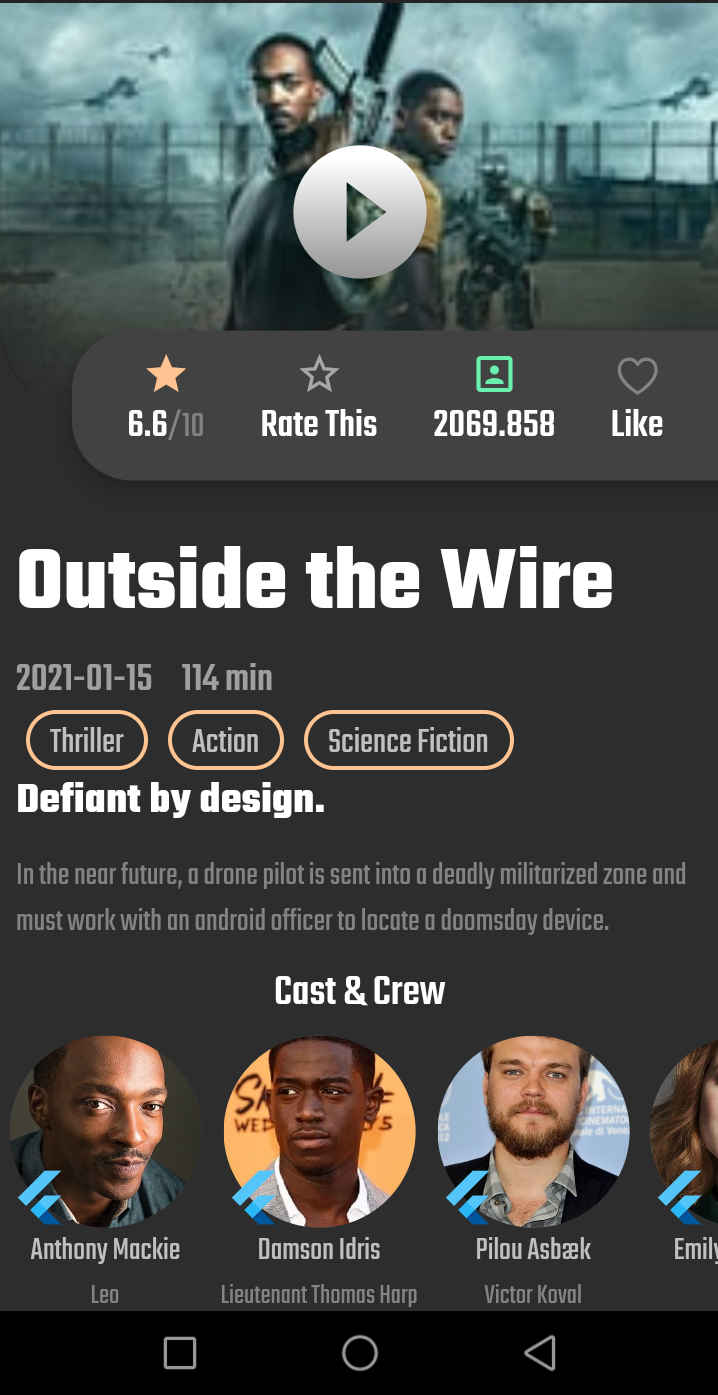 6.6/10
Rate This
2069.858
Like
Outside the Wire
2021-01-15 114 min
Thriller Action Science Fiction
Defiant by design.
In the near future, a drone pilot is sent into a deadly militarized zone and
must work with an android officer to locate a doomsday device.
Cast & Crew
Anthony Mackie Damson Idris Pilou Asbæk Emily
Leo Lieutenant Thomas Harp Victor Koval